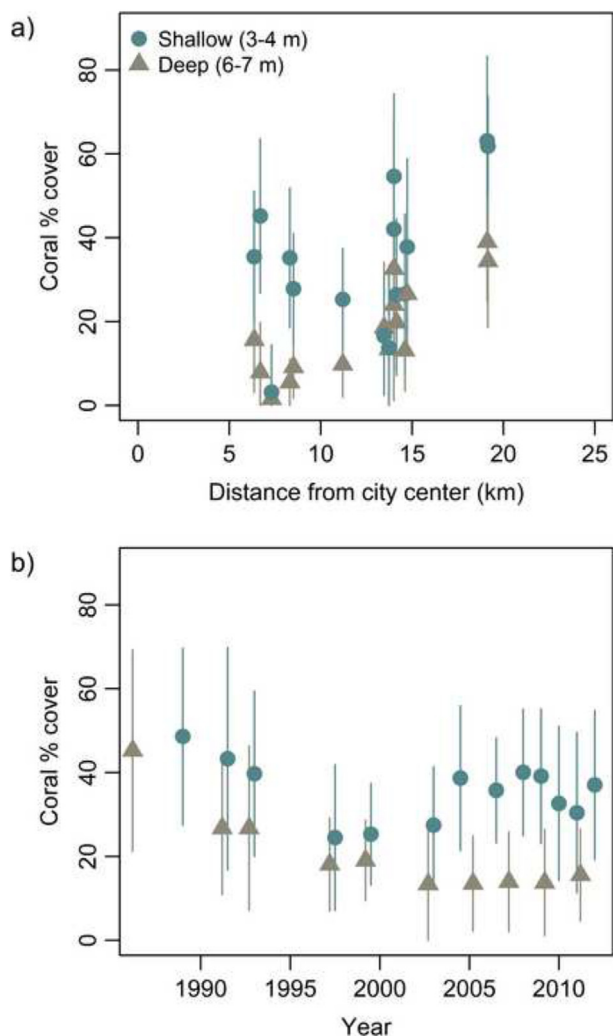 a)
Shallow (3-4 m)
Deep (6-7 m)
80
60
40
20
0
Coral % cover
0 5 10 15 20 25
Distance from city center (km)
b)
80
60
40
20
0
Coral % cover
1990 1995 2000 2005 2010
Year